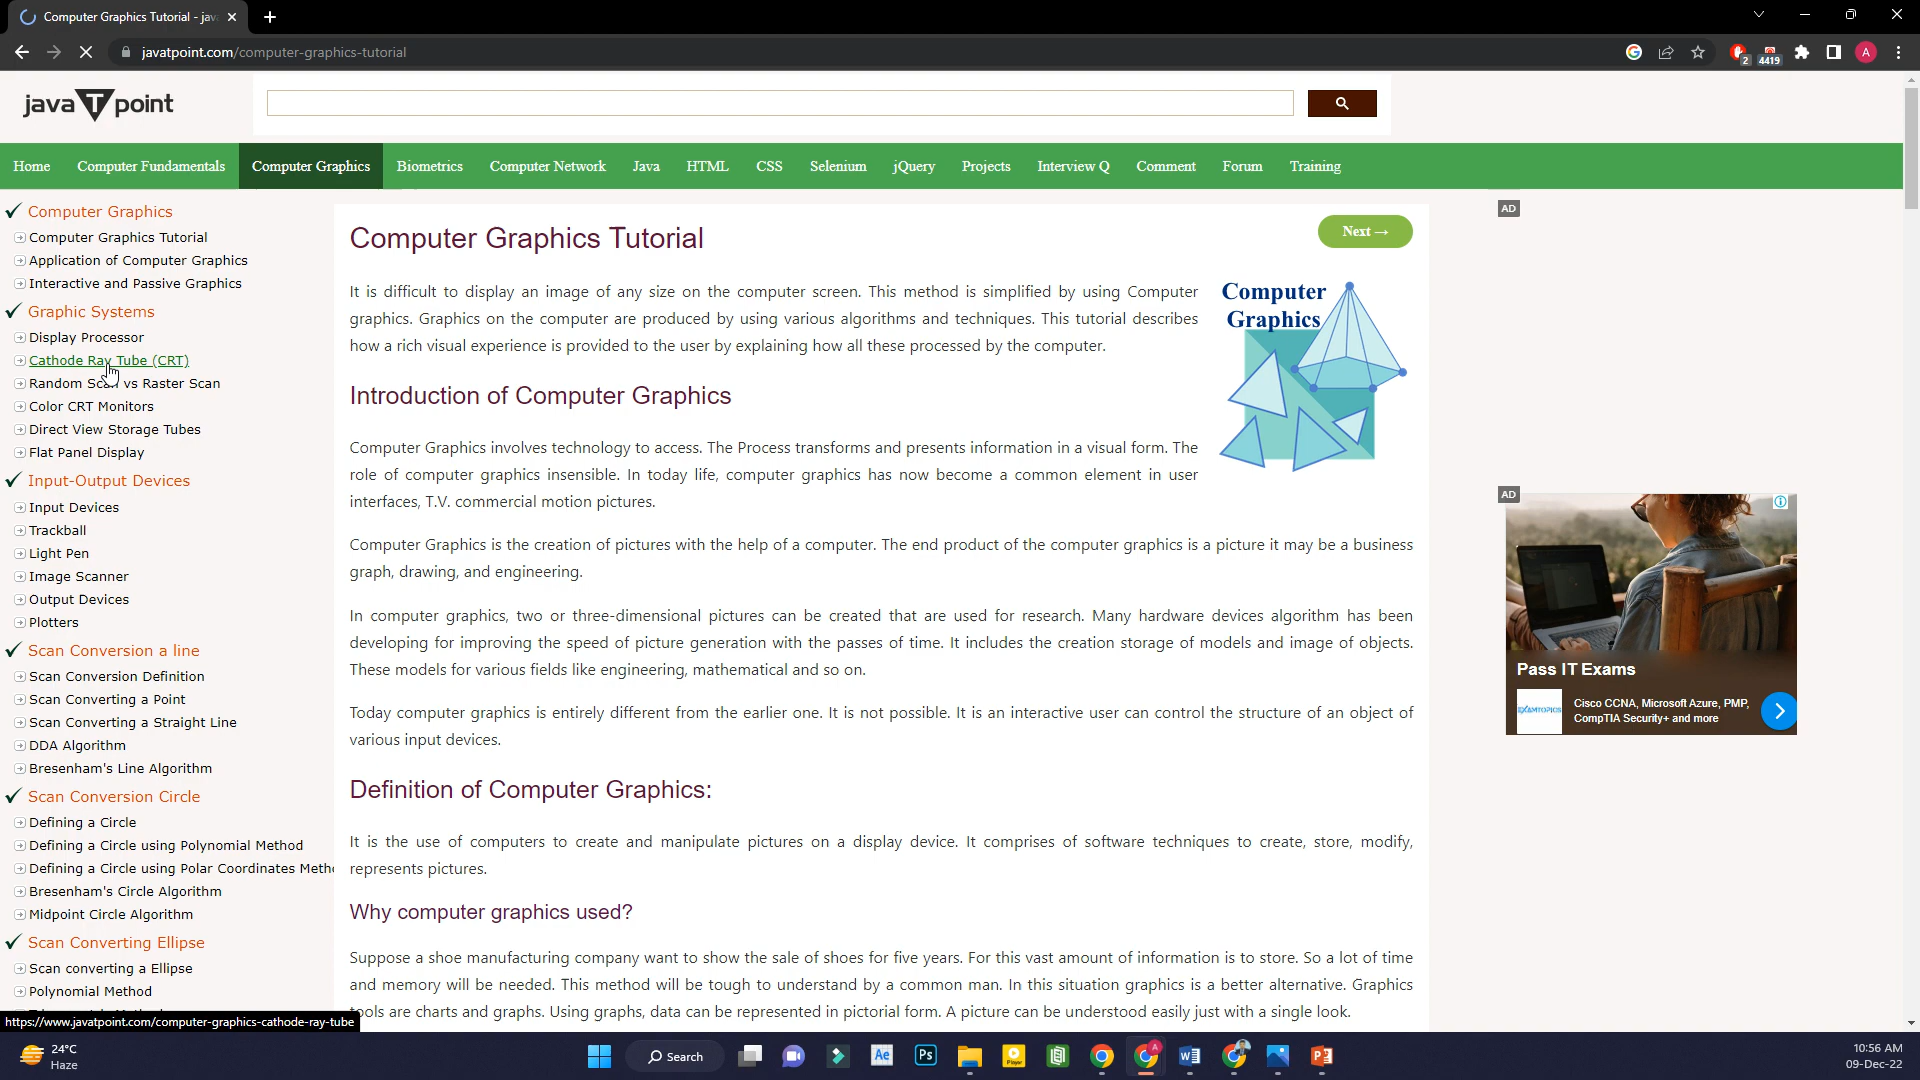 Computer Graphics Tutorial - jav
javatpoint.com/computer-graphics-tutorial
2
4419
A
java T point
Home Computer Fundamentals Computer Graphics Biometrics Computer Network Java HTML CSS Selenium jQuery Projects Interview Q Comment Forum Training
Computer Graphics
Computer Graphics Tutorial
Application of Computer Graphics
Interactive and Passive Graphics
Graphic Systems
Display Processor
Cathode Ray Tube (CRT)
Random Scan vs Raster Scan
Color CRT Monitors
Direct View Storage Tubes
Flat Panel Display
Input-Output Devices
Input Devices
Trackball
Light Pen
Image Scanner
Output Devices
Plotters
Scan Conversion a line
Scan Conversion Definition
Scan Converting a Point
Scan Converting a Straight Line
DDA Algorithm
Bresenham's Line Algorithm
Scan Conversion Circle
Defining a Circle
Defining a Circle using Polynomial Method
Defining a Circle using Polar Coordinates Metho
Bresenham's Circle Algorithm
Midpoint Circle Algorithm
Scan Converting Ellipse
Scan converting a Ellipse
Polynomial Method
https://www.javatpoint.com/computer-graphics-cathode-ray-tube
Computer Graphics Tutorial
Next →
It is difficult to display an image of any size on the computer screen. This method is simplified by using Computer
graphics. Graphics on the computer are produced by using various algorithms and techniques. This tutorial describes
how a rich visual experience is provided to the user by explaining how all these processed by the computer.
Computer
Graphics
Introduction of Computer Graphics
Computer Graphics involves technology to access. The Process transforms and presents information in a visual form. The
role of computer graphics insensible. In today life, computer graphics has now become a common element in user
interfaces, T.V. commercial motion pictures.
Computer Graphics is the creation of pictures with the help of a computer. The end product of the computer graphics is a picture it may be a business
graph, drawing, and engineering.
In computer graphics, two or three-dimensional pictures can be created that are used for research. Many hardware devices algorithm has been
developing for improving the speed of picture generation with the passes of time. It includes the creation storage of models and image of objects.
These models for various fields like engineering, mathematical and so on.
Today computer graphics is entirely different from the earlier one. It is not possible. It is an interactive user can control the structure of an object of
various input devices.
Definition of Computer Graphics:
It is the use of computers to create and manipulate pictures on a display device. It comprises of software techniques to create, store, modify,
represents pictures.
Why computer graphics used?
Suppose a shoe manufacturing company want to show the sale of shoes for five years. For this vast amount of information is to store. So a lot of time
and memory will be needed. This method will be tough to understand by a common man. In this situation graphics is a better alternative. Graphics
tools are charts and graphs. Using graphs, data can be represented in pictorial form. A picture can be understood easily just with a single look.
AD
AD
Pass IT Exams
EXAMTOPICS
Cisco CCNA, Microsoft Azure, PMP,
CompTIA Security+ and more
24°C
Haze
Search
Ae
Ps
10:56 AM
09-Dec-22